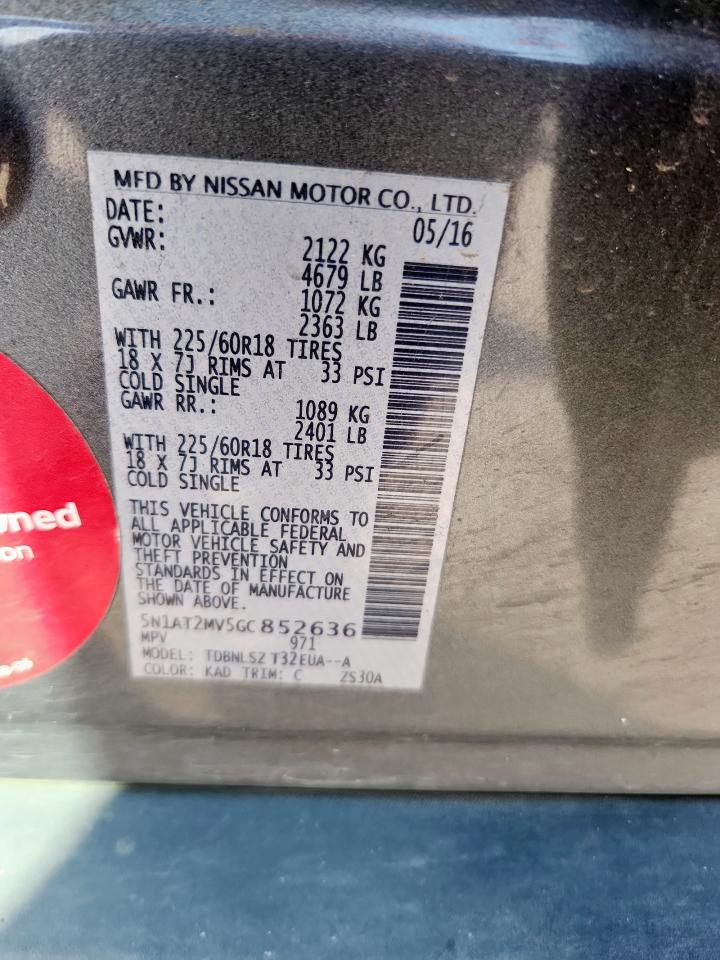 MFD BY NISSAN MOTOR CO., LTD.
DATE: 05/16
GVWR: 2122 KG
4679 LB
GAWR FR.: 1072 KG
2363 LB
WITH 225/60R18 TIRES
18 X 7J RIMS AT 33 PSI
COLD SINGLE
GAWR RR.: 1089 KG
2401 LB
WITH 225/60R18 TIRES
18 X 7J RIMS AT 33 PSI
COLD SINGLE
THIS VEHICLE CONFORMS TO
ALL APPLICABLE FEDERAL
MOTOR VEHICLE SAFETY AND
THEFT PREVENTION
STANDARDS IN EFFECT ON
THE DATE OF MANUFACTURE
SHOWN ABOVE.
5N1AT2MV5GC852636
MPV 971
MODEL: TDBNLSZ T32EUA--A
COLOR: KAD TRIM: C 2S30A
wned
on